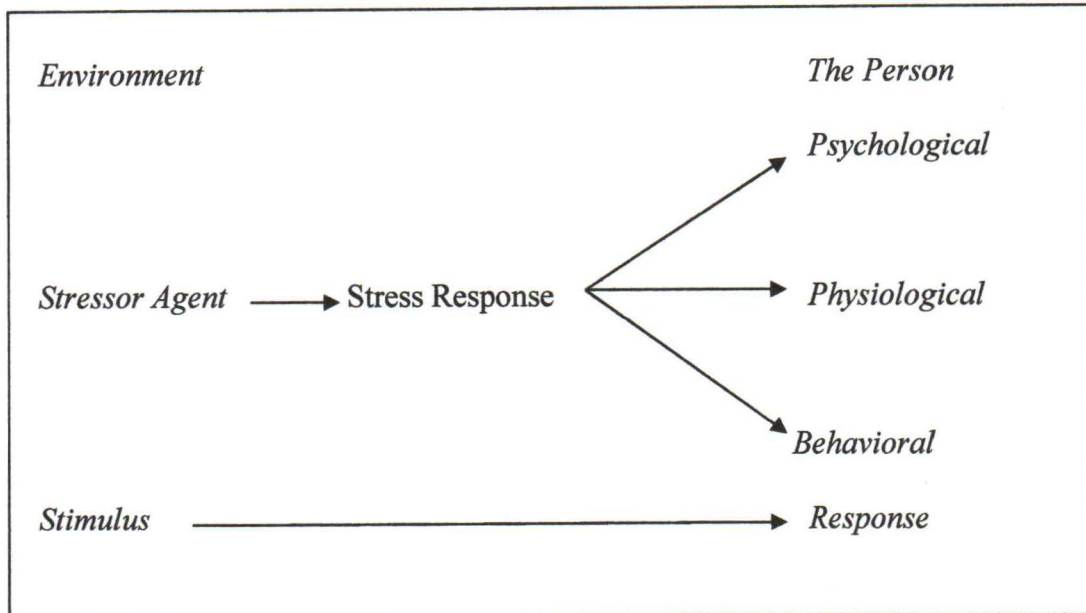 Environment
The Person
Psychological
Stressor Agent
Stress Response
Physiological
Behavioral
Stimulus
Response